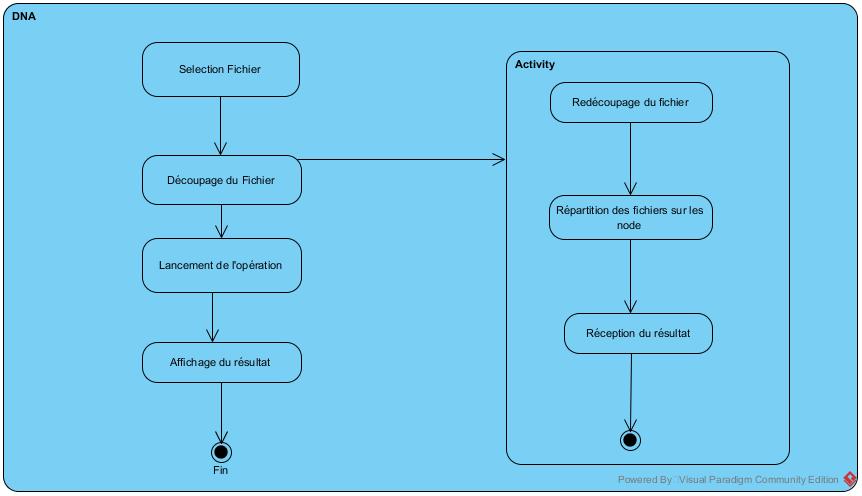 DNA
Selection Fichier
Découpage du Fichier
Lancement de l'opération
Affichage du résultat
Fin
Activity
Redécoupage du fichier
Répartition des fichiers sur les
node
Réception du résultat
Powered By Visual Paradigm Community Edition